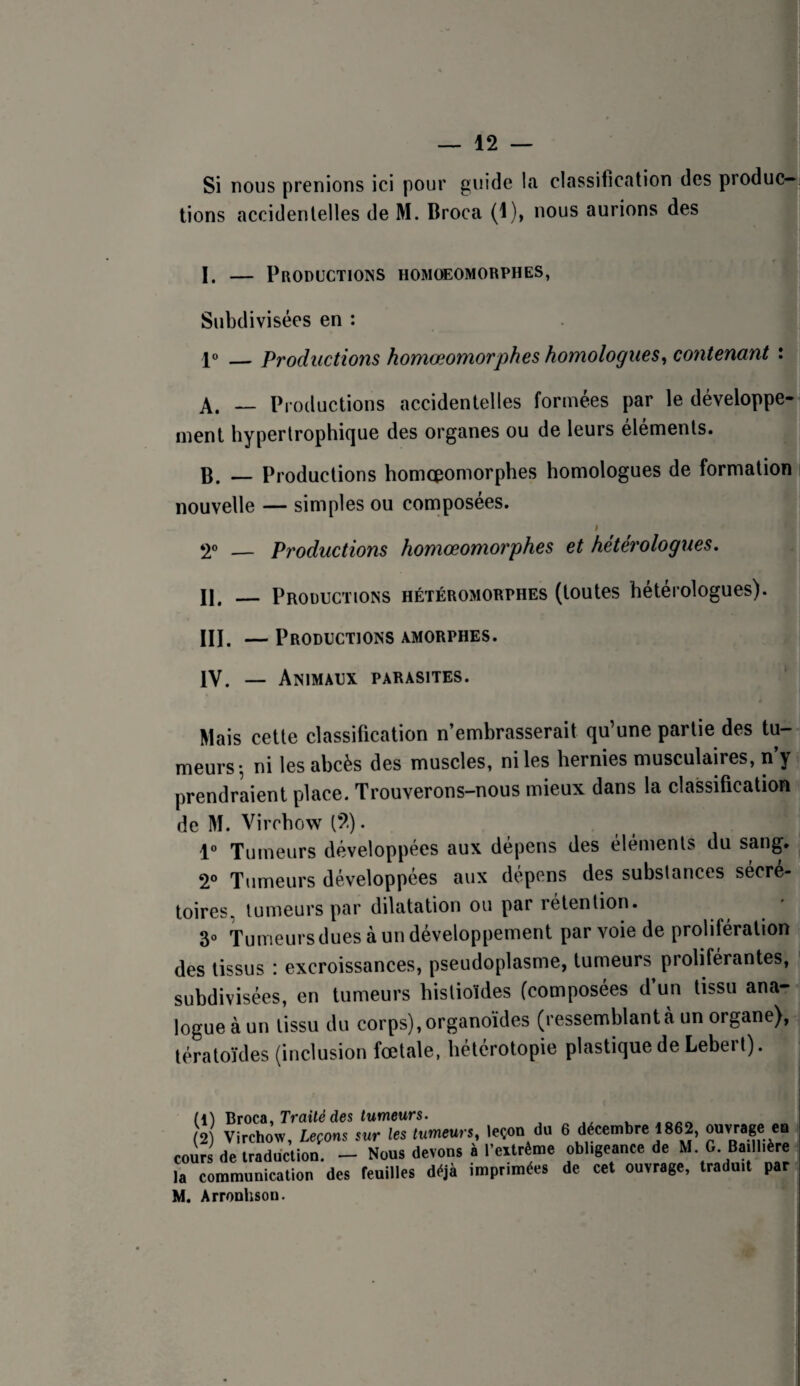 — 12 —
Si nous prenions ici pour guide la classification des produc-
tions accidentelles de M. Broca (1), nous aurions des
I. — PRODUCTIONS HOMŒOMORPHES,
Subdivisées en :
1° — Productions homœomorphes homologues, contenant :
A. — Productions accidentelles formées par le développe-
ment hypertrophique des organes ou de leurs éléments.
B. — Productions homœomorphes homologues de formation
nouvelle — simples ou composées.
2° — Productions homœomorphes et hétérologues.
II. — PRODUCTIONS HÉTÉROMORPHES (toutes hétérologues).
III. — PRODUCTIONS AMORPHES.
IV. — ANIMAUX PARASITES.
Mais cette classification n'embrasserait qu'une partie des tu-
meurs; ni les abcès des muscles, ni les hernies musculaires, n'y
prendraient place. Trouverons-nous mieux dans la classification
de M. Virchow (2).
1° Tumeurs développées aux dépens des éléments du sang.
2° Tumeurs développées aux dépens des substances sécré-
toires, tumeurs par dilatation ou par rétention.
3° Tumeurs dues à un développement par voie de prolifération
des tissus : excroissances, pseudoplasme, tumeurs proliférantes,
subdivisées, en tumeurs histioïdes (composées d'un tissu ana-
logue à un tissu du corps), organoïdes (ressemblant à un organe),
tératoïdes (inclusion fœtale, hétérotopie plastique de Lebert).
(1) Broca, Traité des tumeurs.
(2) Virchow, Leçons sur les tumeurs, leçon du 6 décembre 1862, ouvrage en
cours de traduction. — Nous devons à l'extrême obligeance de M. G. Baillière
la communication des feuilles déjà imprimées de cet ouvrage, traduit par
M. Arronhson.